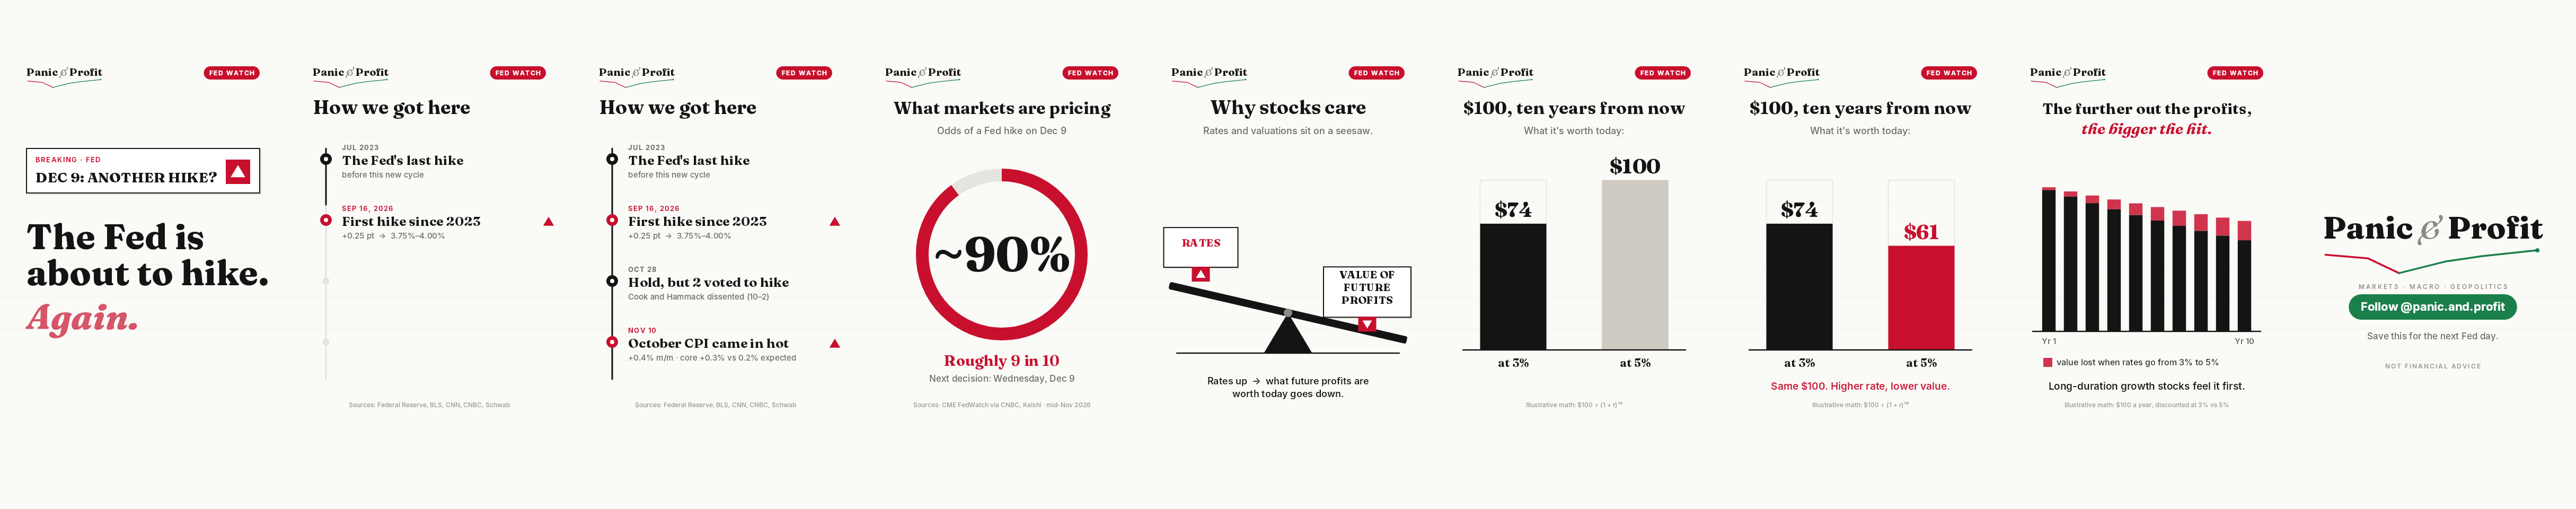 Panic & Profit
FED WATCH
BREAKING · FED
DEC 9: ANOTHER HIKE?
The Fed is
about to hike.
Again.
Panic & Profit
FED WATCH
How we got here
JUL 2023
The Fed's last hike
before this new cycle
SEP 16, 2026
First hike since 2023
+0.25 pt → 3.75%–4.00%
Sources: Federal Reserve, BLS, CNN, CNBC, Schwab
Panic & Profit
FED WATCH
How we got here
JUL 2023
The Fed's last hike
before this new cycle
SEP 16, 2026
First hike since 2023
+0.25 pt → 3.75%–4.00%
OCT 28
Hold, but 2 voted to hike
Cook and Hammack dissented (10–2)
NOV 10
October CPI came in hot
+0.4% m/m · core +0.3% vs 0.2% expected
Sources: Federal Reserve, BLS, CNN, CNBC, Schwab
Panic & Profit
FED WATCH
What markets are pricing
Odds of a Fed hike on Dec 9
~90%
Roughly 9 in 10
Next decision: Wednesday, Dec 9
Sources: CME FedWatch via CNBC, Kalshi · mid-Nov 2026
Panic & Profit
FED WATCH
Why stocks care
Rates and valuations sit on a seesaw.
RATES
VALUE OF
FUTURE
PROFITS
Rates up → what future profits are
worth today goes down.
Panic & Profit
FED WATCH
$100, ten years from now
What it's worth today:
$74
$100
at 3%
at 5%
Illustrative math: $100 ÷ (1 + r)¹⁰
Panic & Profit
FED WATCH
$100, ten years from now
What it's worth today:
$74
$61
at 3%
at 5%
Same $100. Higher rate, lower value.
Illustrative math: $100 ÷ (1 + r)¹⁰
Panic & Profit
FED WATCH
The further out the profits,
the bigger the hit.
Yr 1
Yr 10
value lost when rates go from 3% to 5%
Long-duration growth stocks feel it first.
Illustrative math: $100 a year, discounted at 3% vs 5%
Panic & Profit
MARKETS · MACRO · GEOPOLITICS
Follow @panic.and.profit
Save this for the next Fed day.
NOT FINANCIAL ADVICE